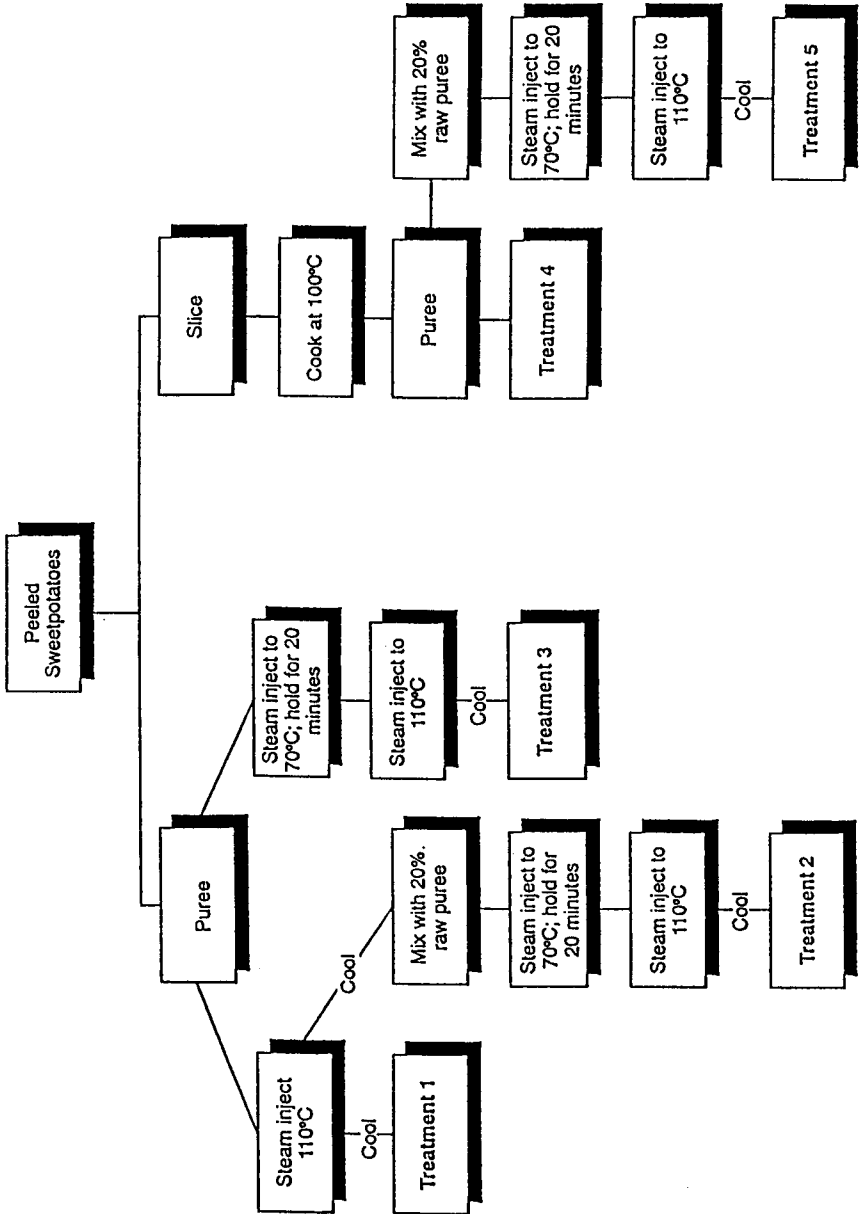 Peeled
Sweetpotatoes
Puree
Slice
Steam inject
110°C
Cool
Treatment 1
Cool
Mix with 20%.
raw puree
Steam inject to
70°C; hold for
20 minutes
Steam inject to
110°C
Cool
Treatment 2
Steam inject to
70°C; hold for 20
minutes
Steam inject to
110°C
Cool
Treatment 3
Cook at 100°C
Puree
Treatment 4
Mix with 20%
raw puree
Steam inject to
70°C; hold for 20
minutes
Steam inject to
110°C
Cool
Treatment 5